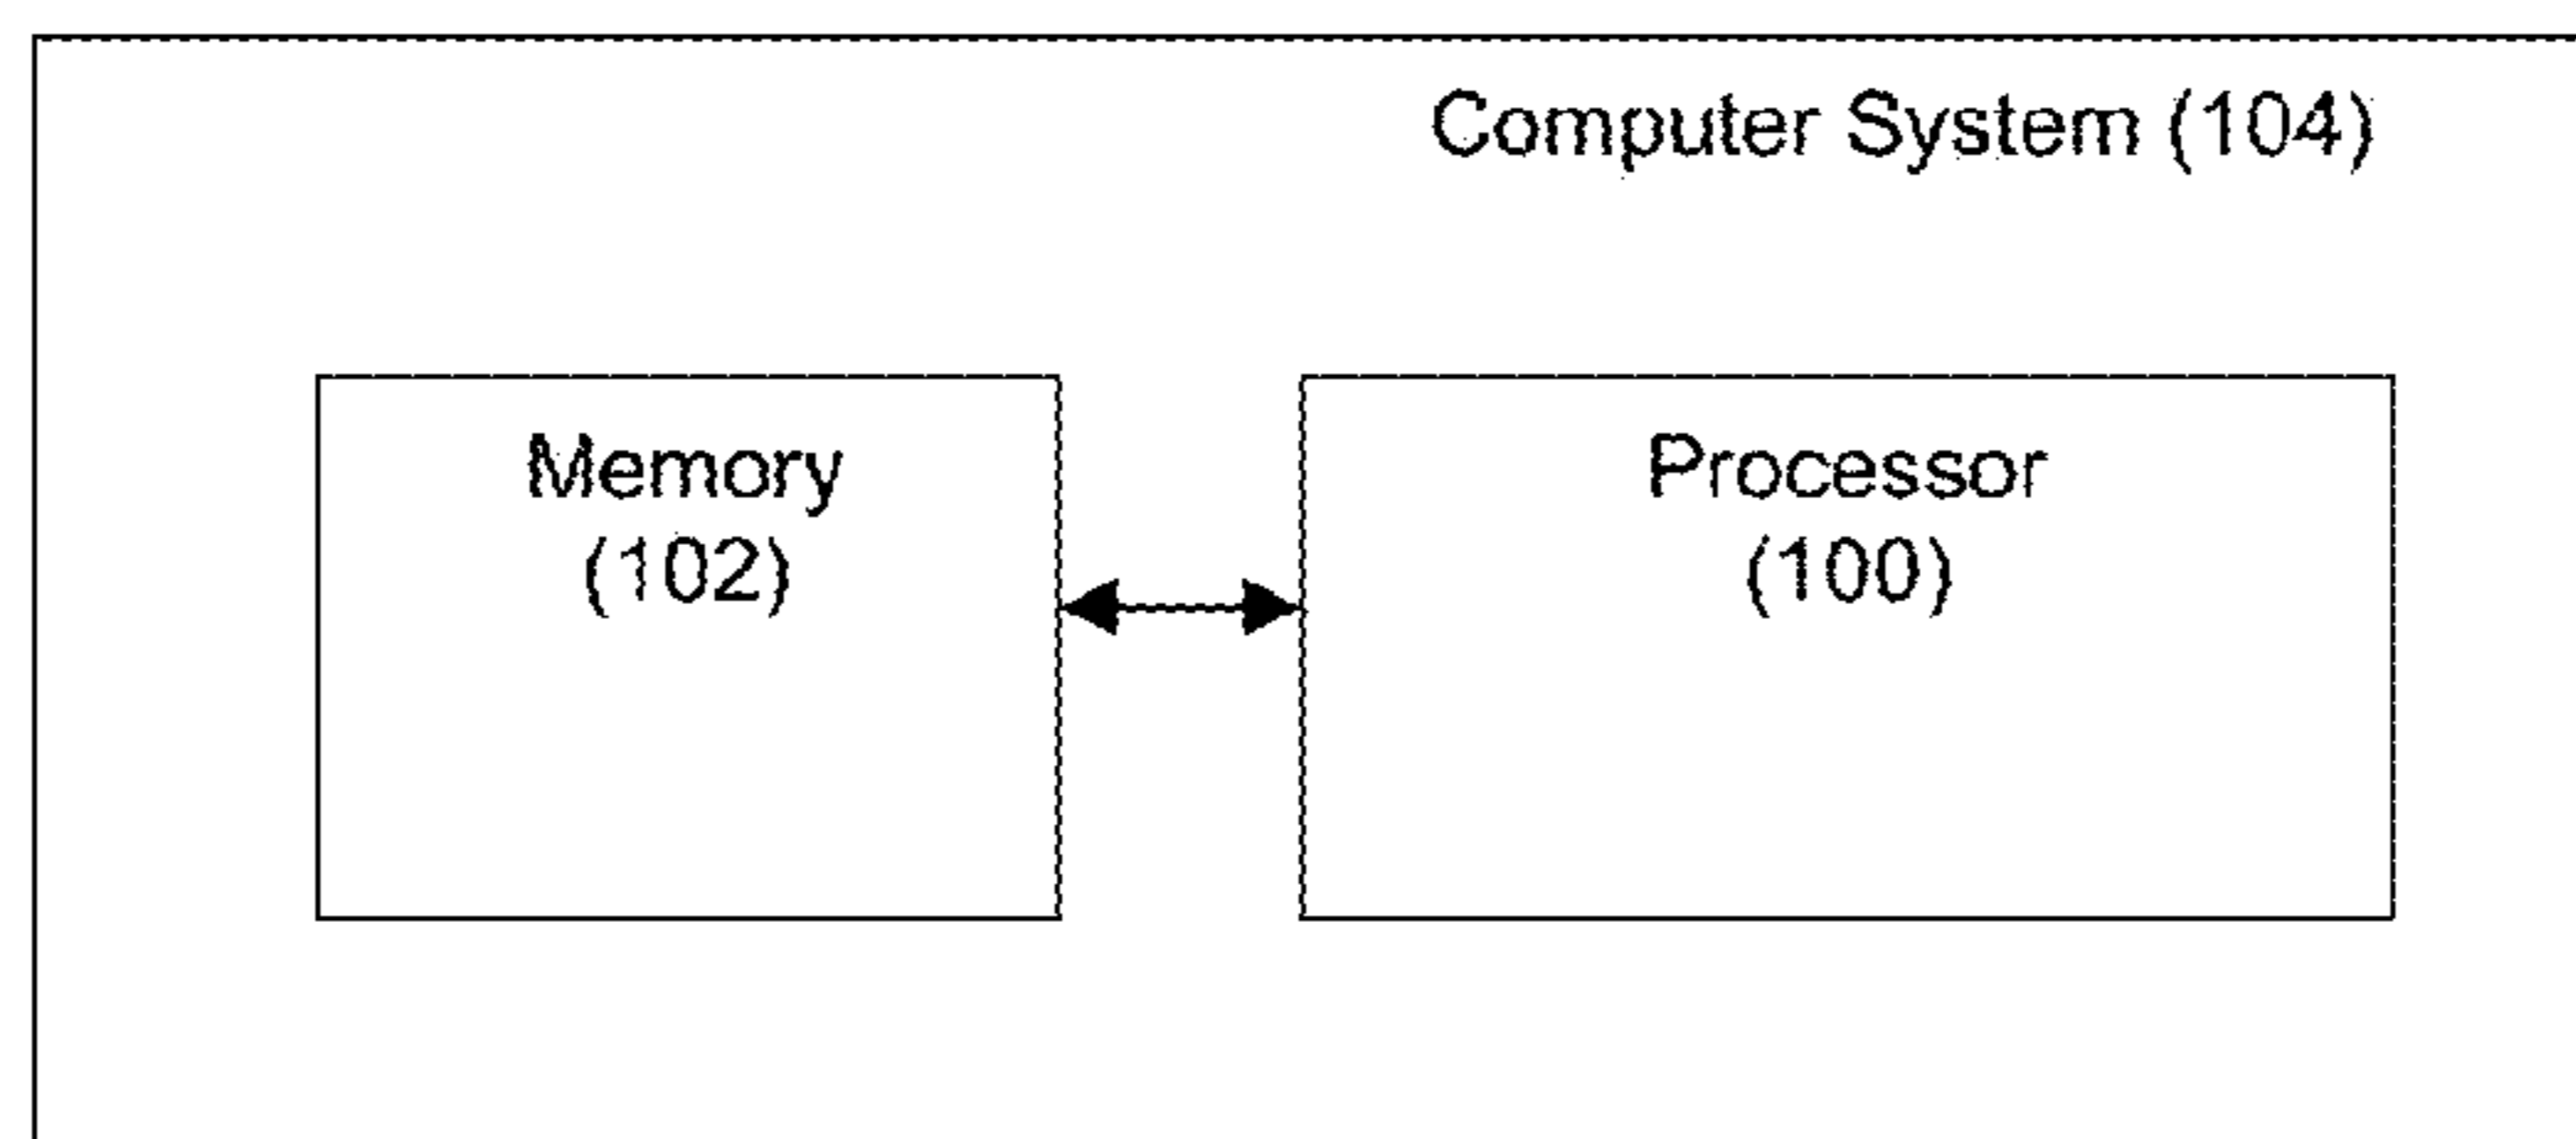 Computer System (104)
Memory
(102)
Processor
(100)